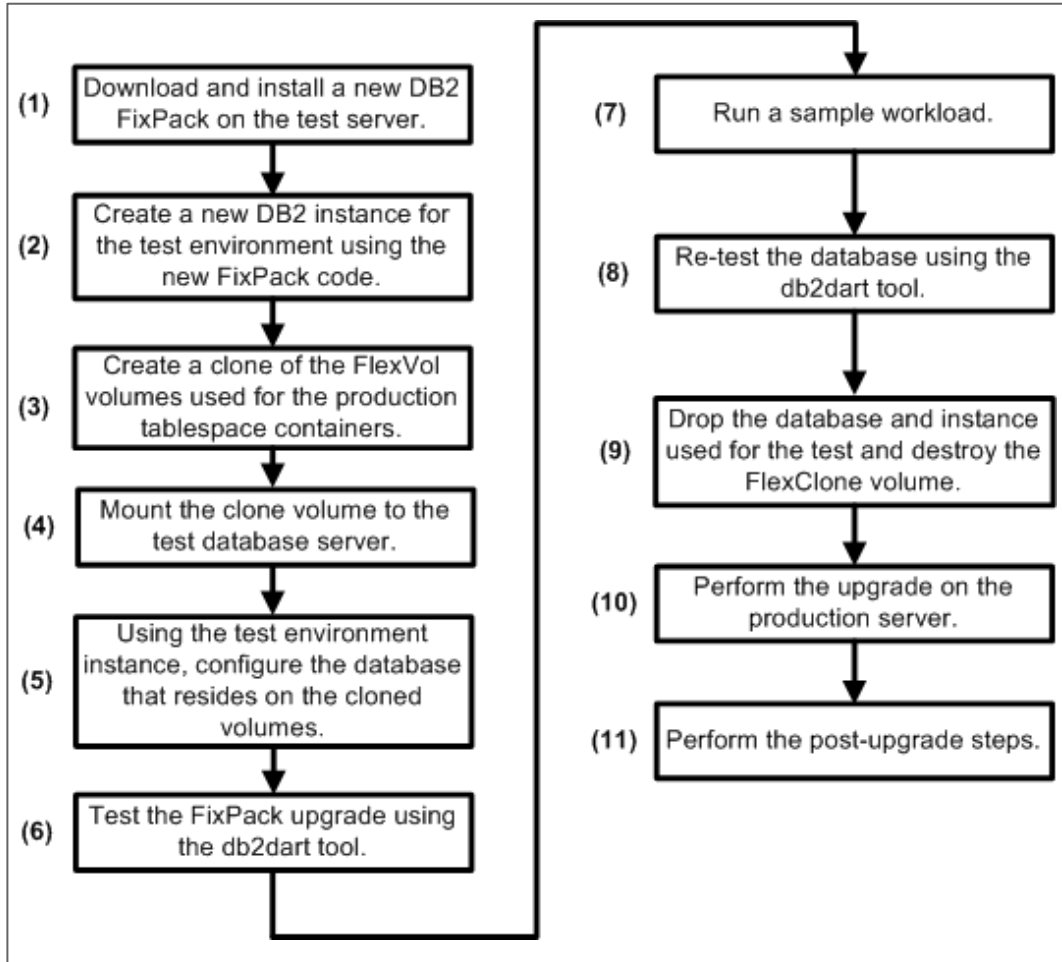 (1)
Download and install a new DB2
FixPack on the test server.
(2)
Create a new DB2 instance for
the test environment using the
new FixPack code.
(3)
Create a clone of the FlexVol
volumes used for the production
tablespace containers.
(4)
Mount the clone volume to the
test database server.
(5)
Using the test environment
instance, configure the database
that resides on the cloned
volumes.
(6)
Test the FixPack upgrade using
the db2dart tool.
(7)
Run a sample workload.
(8)
Re-test the database using the
db2dart tool.
(9)
Drop the database and instance
used for the test and destroy the
FlexClone volume.
(10)
Perform the upgrade on the
production server.
(11)
Perform the post-upgrade steps.